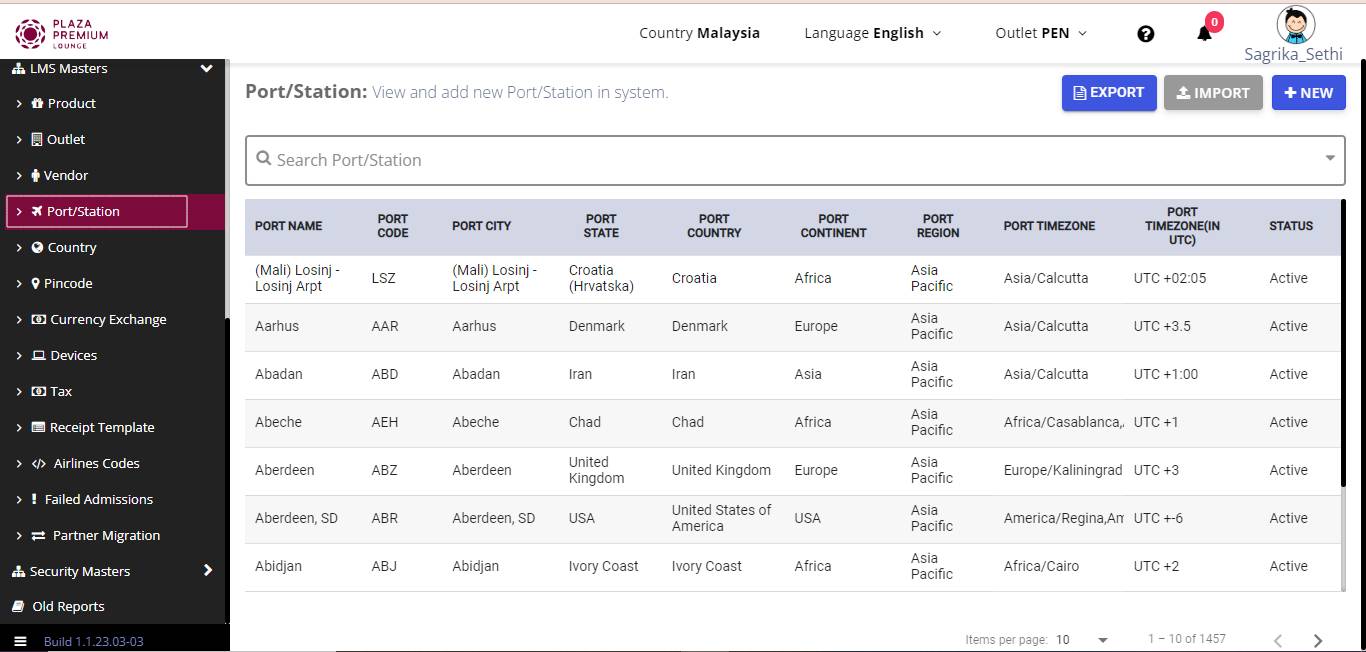 PLAZA
PREMIUM
LOUNGE
Country Malaysia
Language English
Outlet PEN
0
Sagrika_Sethi
LMS Masters
Product
Outlet
Vendor
Port/Station
Country
Pincode
Currency Exchange
Devices
Tax
Receipt Template
Airlines Codes
Failed Admissions
Partner Migration
Security Masters
Old Reports
Build 1.1.23.03-03
Port/Station: View and add new Port/Station in system.
EXPORT
IMPORT
NEW
Search Port/Station
PORT NAME PORT CODE PORT CITY PORT STATE PORT COUNTRY PORT CONTINENT PORT REGION PORT TIMEZONE PORT TIMEZONE(IN UTC) STATUS
(Mali) Losinj - Losinj Arpt LSZ (Mali) Losinj - Losinj Arpt Croatia (Hrvatska) Croatia Africa Asia Pacific Asia/Calcutta UTC +02:05 Active
Aarhus AAR Aarhus Denmark Denmark Europe Asia Pacific Asia/Calcutta UTC +3.5 Active
Abadan ABD Abadan Iran Iran Asia Asia Pacific Asia/Calcutta UTC +1:00 Active
Abeche AEH Abeche Chad Chad Africa Asia Pacific Africa/Casablanca, UTC +1 Active
Aberdeen ABZ Aberdeen United Kingdom United Kingdom Europe Asia Pacific Europe/Kaliningrad UTC +3 Active
Aberdeen, SD ABR Aberdeen, SD USA United States of America USA Asia Pacific America/Regina,Am UTC +-6 Active
Abidjan ABJ Abidjan Ivory Coast Ivory Coast Africa Asia Pacific Africa/Cairo UTC +2 Active
Items per page: 10
1 – 10 of 1457